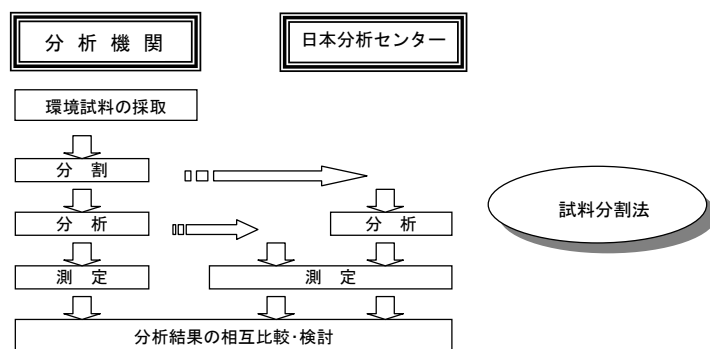 分析機関
日本分析センター
環境試料の採取
分割
分析
分析
試料分割法
測定
測定
分析結果の相互比較・検討